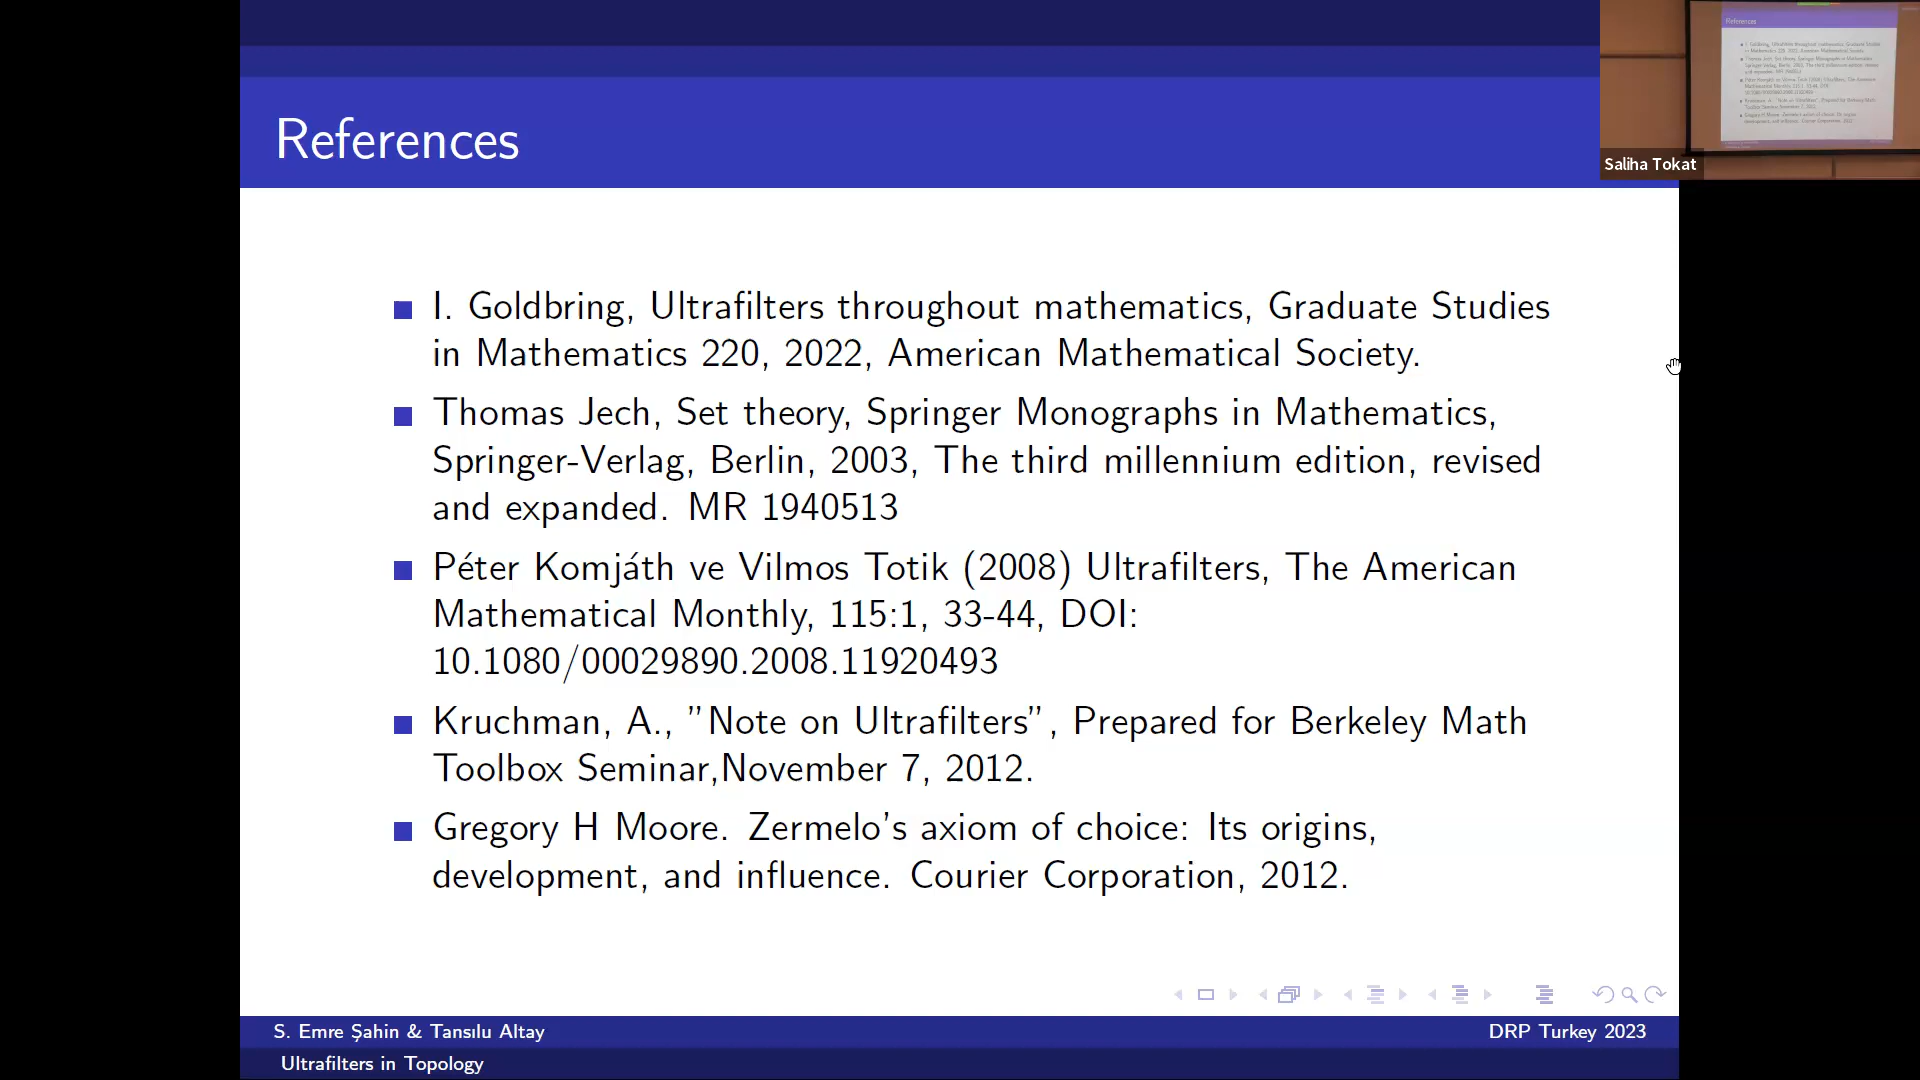 References
I. Goldbring, Ultrafilters throughout mathematics, Graduate Studies
in Mathematics 220, 2022, American Mathematical Society.
Thomas Jech, Set theory, Springer Monographs in Mathematics,
Springer-Verlag, Berlin, 2003, The third millennium edition, revised
and expanded. MR 1940513
Péter Komjáth ve Vilmos Totik (2008) Ultrafilters, The American
Mathematical Monthly, 115:1, 33-44, DOI:
10.1080/00029890.2008.11920493
Kruchman, A., ”Note on Ultrafilters”, Prepared for Berkeley Math
Toolbox Seminar,November 7, 2012.
Gregory H Moore. Zermelo’s axiom of choice: Its origins,
development, and influence. Courier Corporation, 2012.
S. Emre Şahin & Tansılu Altay
DRP Turkey 2023
Ultrafilters in Topology
Saliha Tokat
References